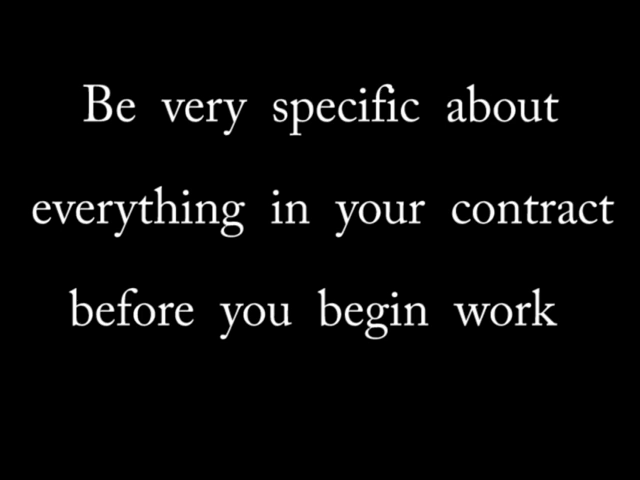 Be very specific about
everything in your contract
before you begin work